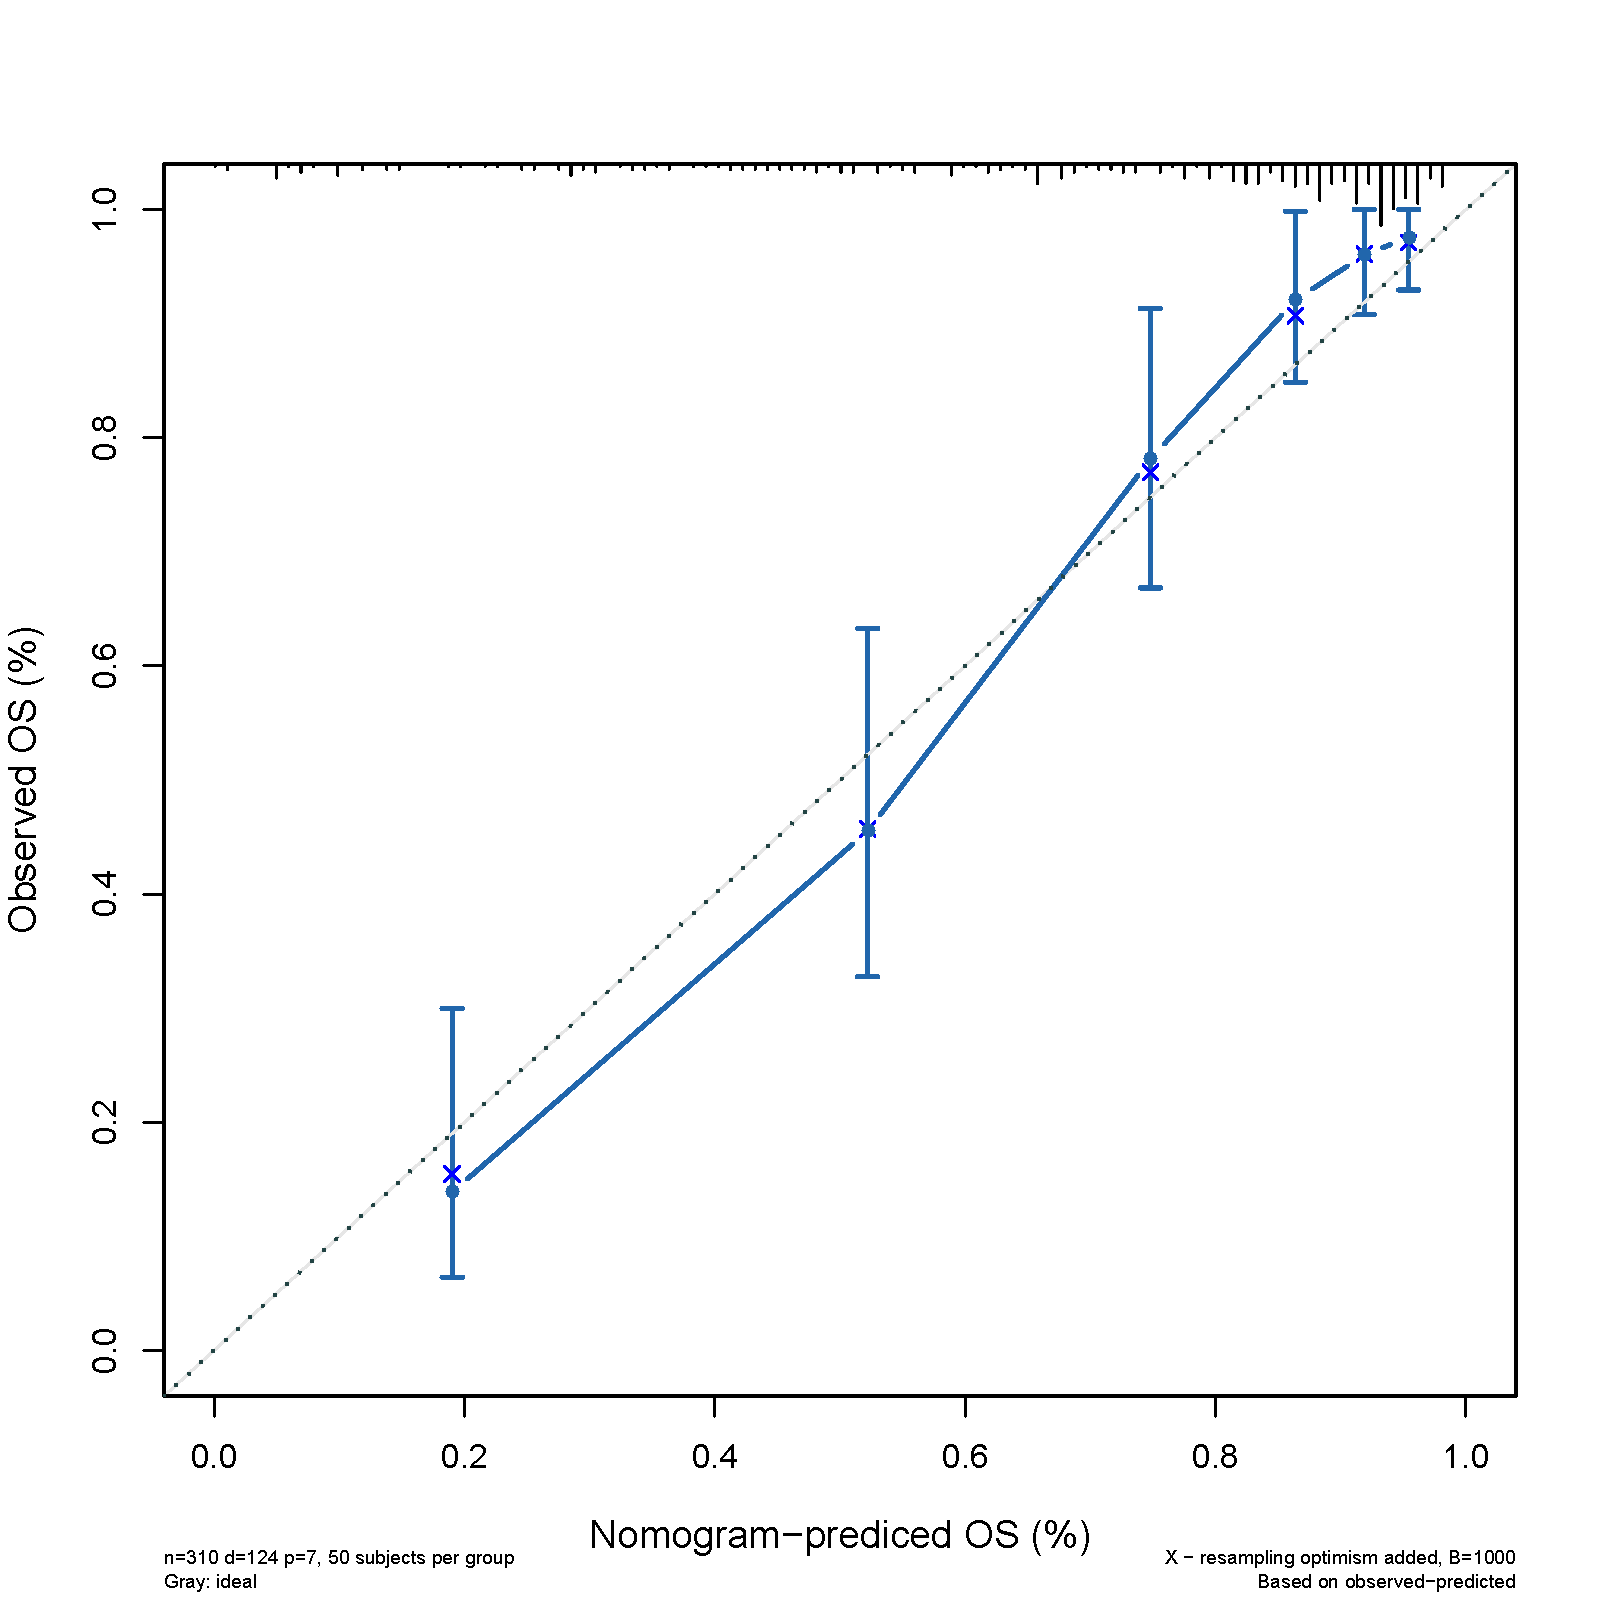 1.0
0.8
0.6
0.4
0.2
0.0
Observed OS (%)
0.0 0.2 0.4 0.6 0.8 1.0
Nomogram−prediced OS (%)
n=310 d=124 p=7, 50 subjects per group
Gray: ideal
X − resampling optimism added, B=1000
Based on observed−predicted